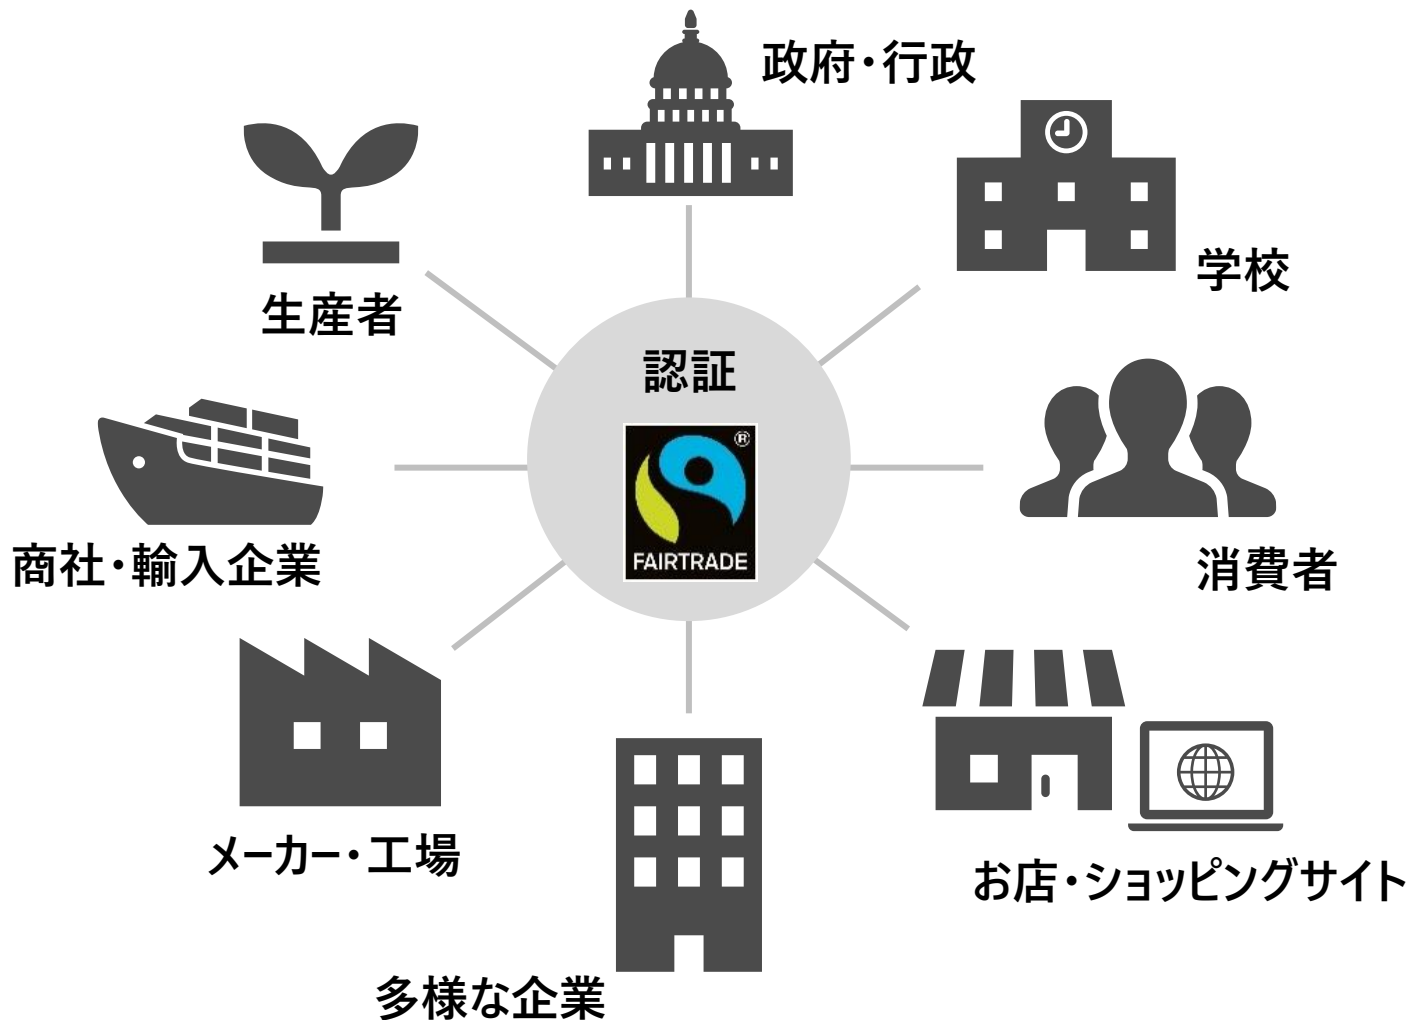 政府・行政
学校
生産者
認証
®
FAIRTRADE
商社・輸入企業
消費者
メーカー・工場
お店・ショッピングサイト
多様な企業